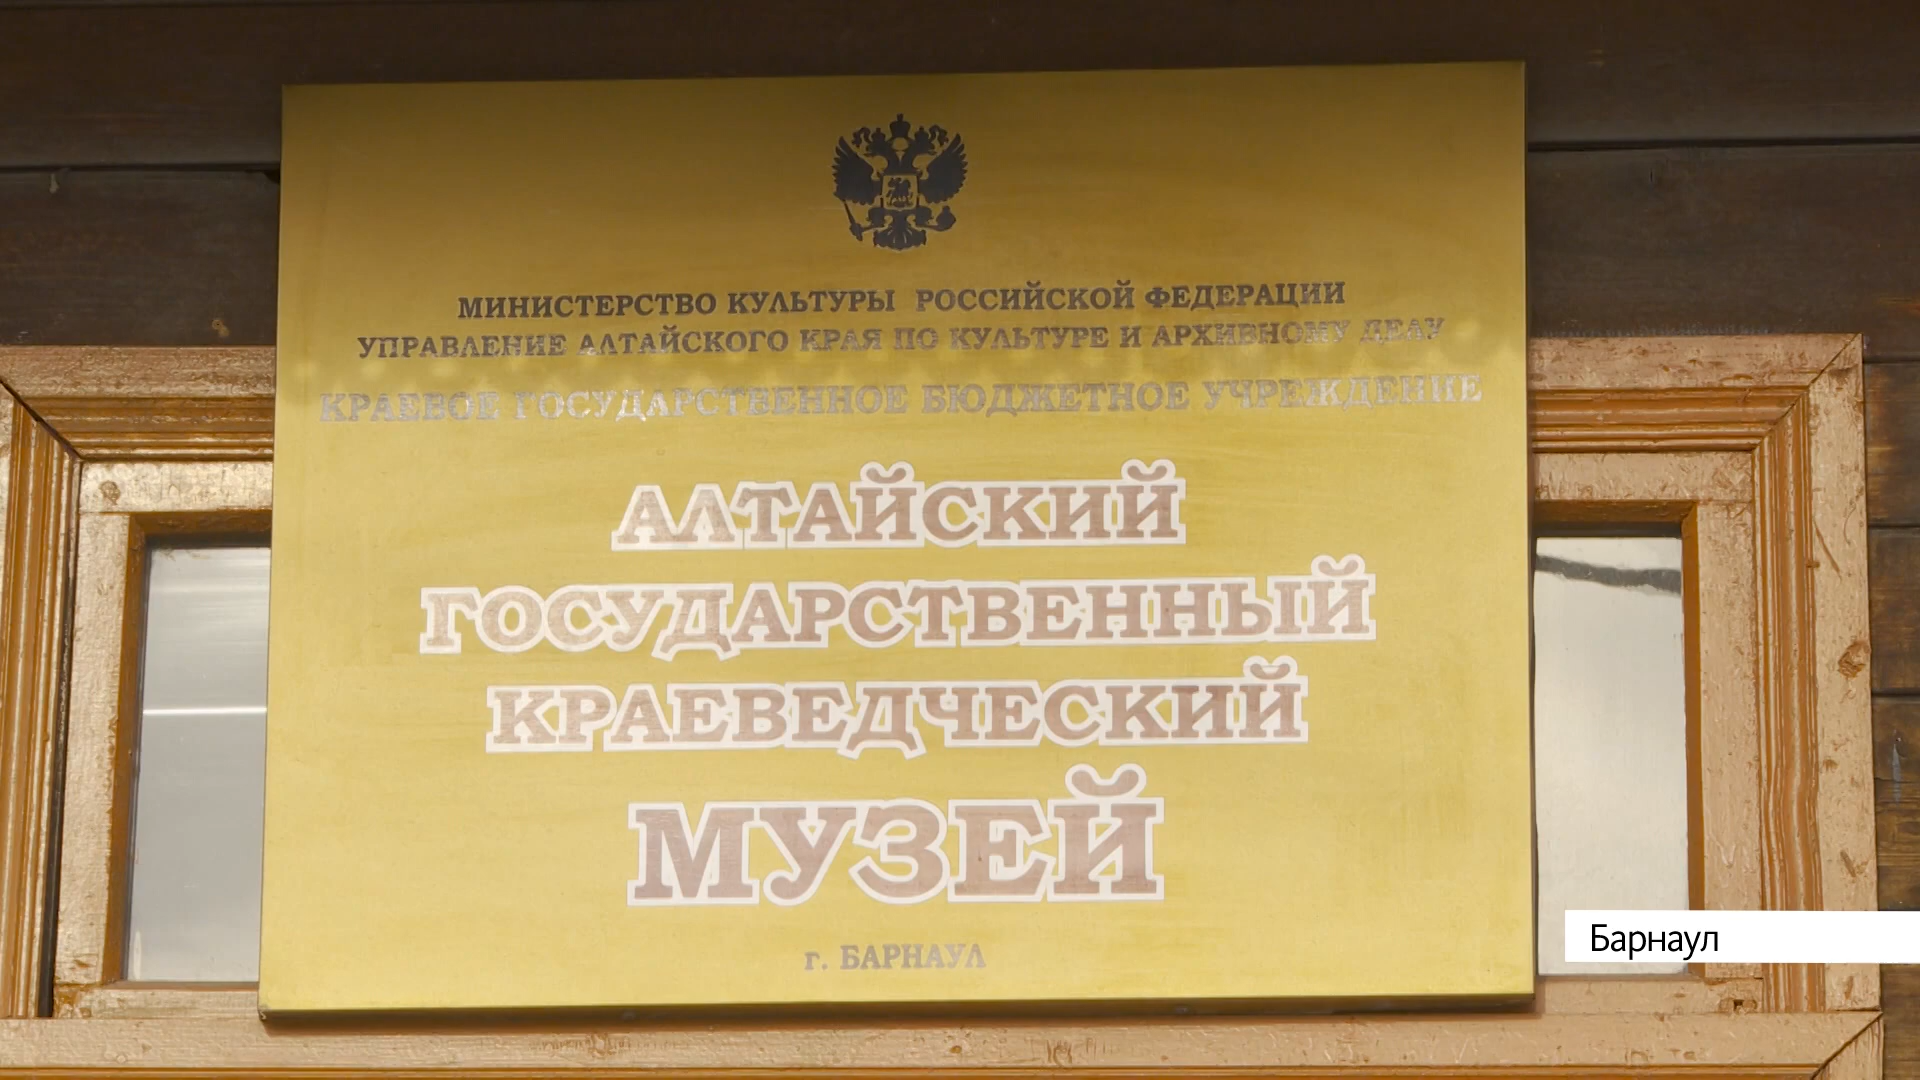 МИНИСТЕРСТВО КУЛЬТУРЫ РОССИЙСКОЙ ФЕДЕРАЦИИ
УПРАВЛЕНИЕ АЛТАЙСКОГО КРАЯ ПО КУЛЬТУРЕ И АРХИВНОМУ ДЕЛУ
КРАЕВОЕ ГОСУДАРСТВЕННОЕ БЮДЖЕТНОЕ УЧРЕЖДЕНИЕ
АЛТАЙСКИЙ
ГОСУДАРСТВЕННЫЙ
КРАЕВЕДЧЕСКИЙ
МУЗЕЙ
г. БАРНАУЛ
Барнаул